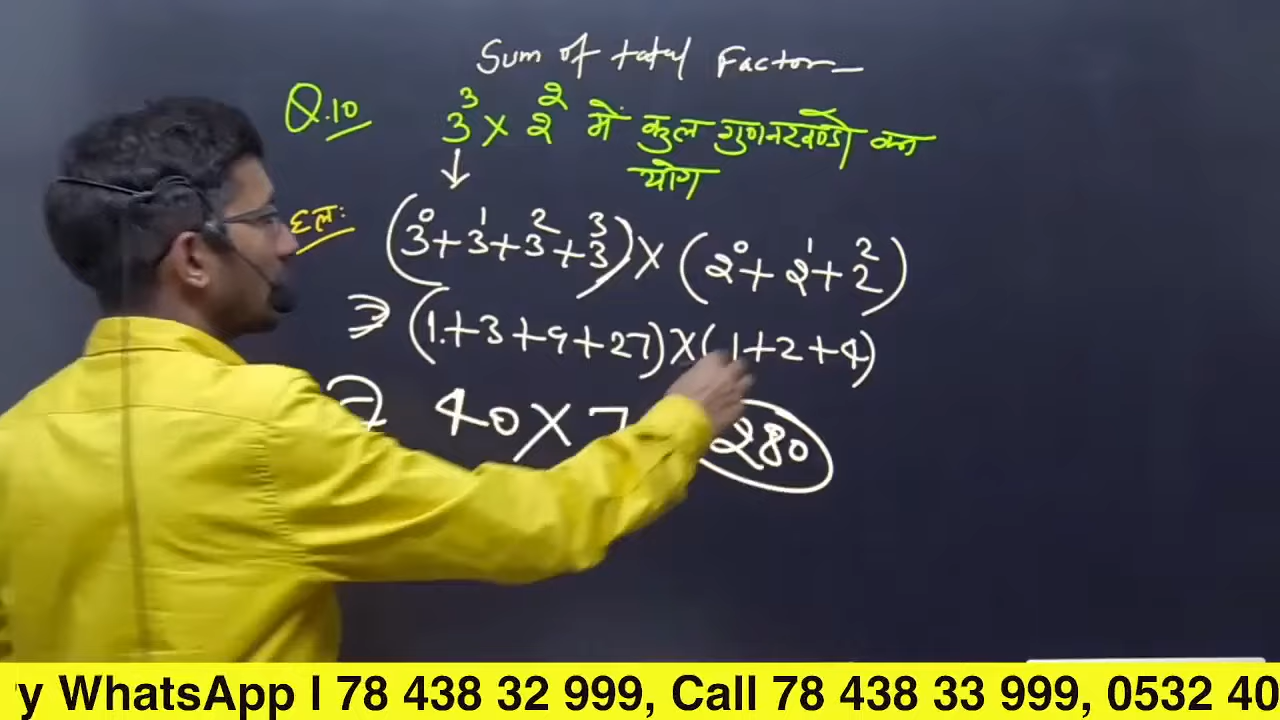 Sum of total Factor
Q.10 3³ × 2² में कुल गुणनखण्डो का
योग
हल:
(3⁰+3¹+3²+3³) × (2⁰+2¹+2²)
⇒ (1+3+9+27) × (1+2+4)
⇒ 40 × 7 280
y WhatsApp I 78 438 32 999, Call 78 438 33 999, 0532 40